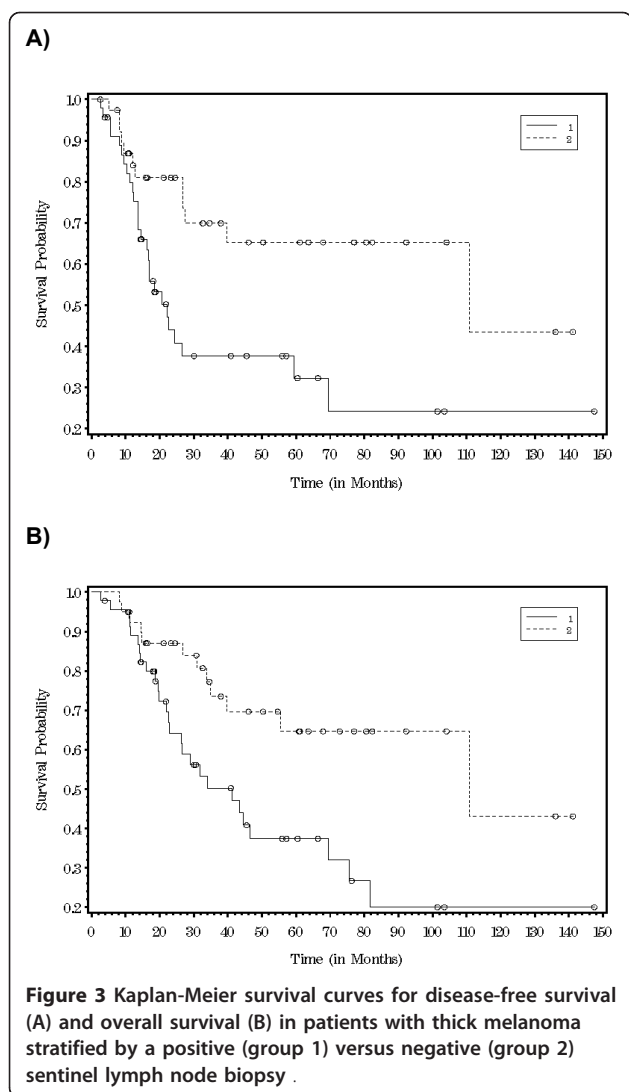 A)
1.0
0.9
0.8
0.7
0.6
0.5
0.4
0.3
0.2
Survival Probability
1
2
0 10 20 30 40 50 60 70 80 90 100 110 120 130 140 150
Time (in Months)
B)
1.0
0.9
0.8
0.7
0.6
0.5
0.4
0.3
0.2
Survival Probability
1
2
0 10 20 30 40 50 60 70 80 90 100 110 120 130 140 150
Time (in Months)
Figure 3 Kaplan-Meier survival curves for disease-free survival
(A) and overall survival (B) in patients with thick melanoma
stratified by a positive (group 1) versus negative (group 2)
sentinel lymph node biopsy .